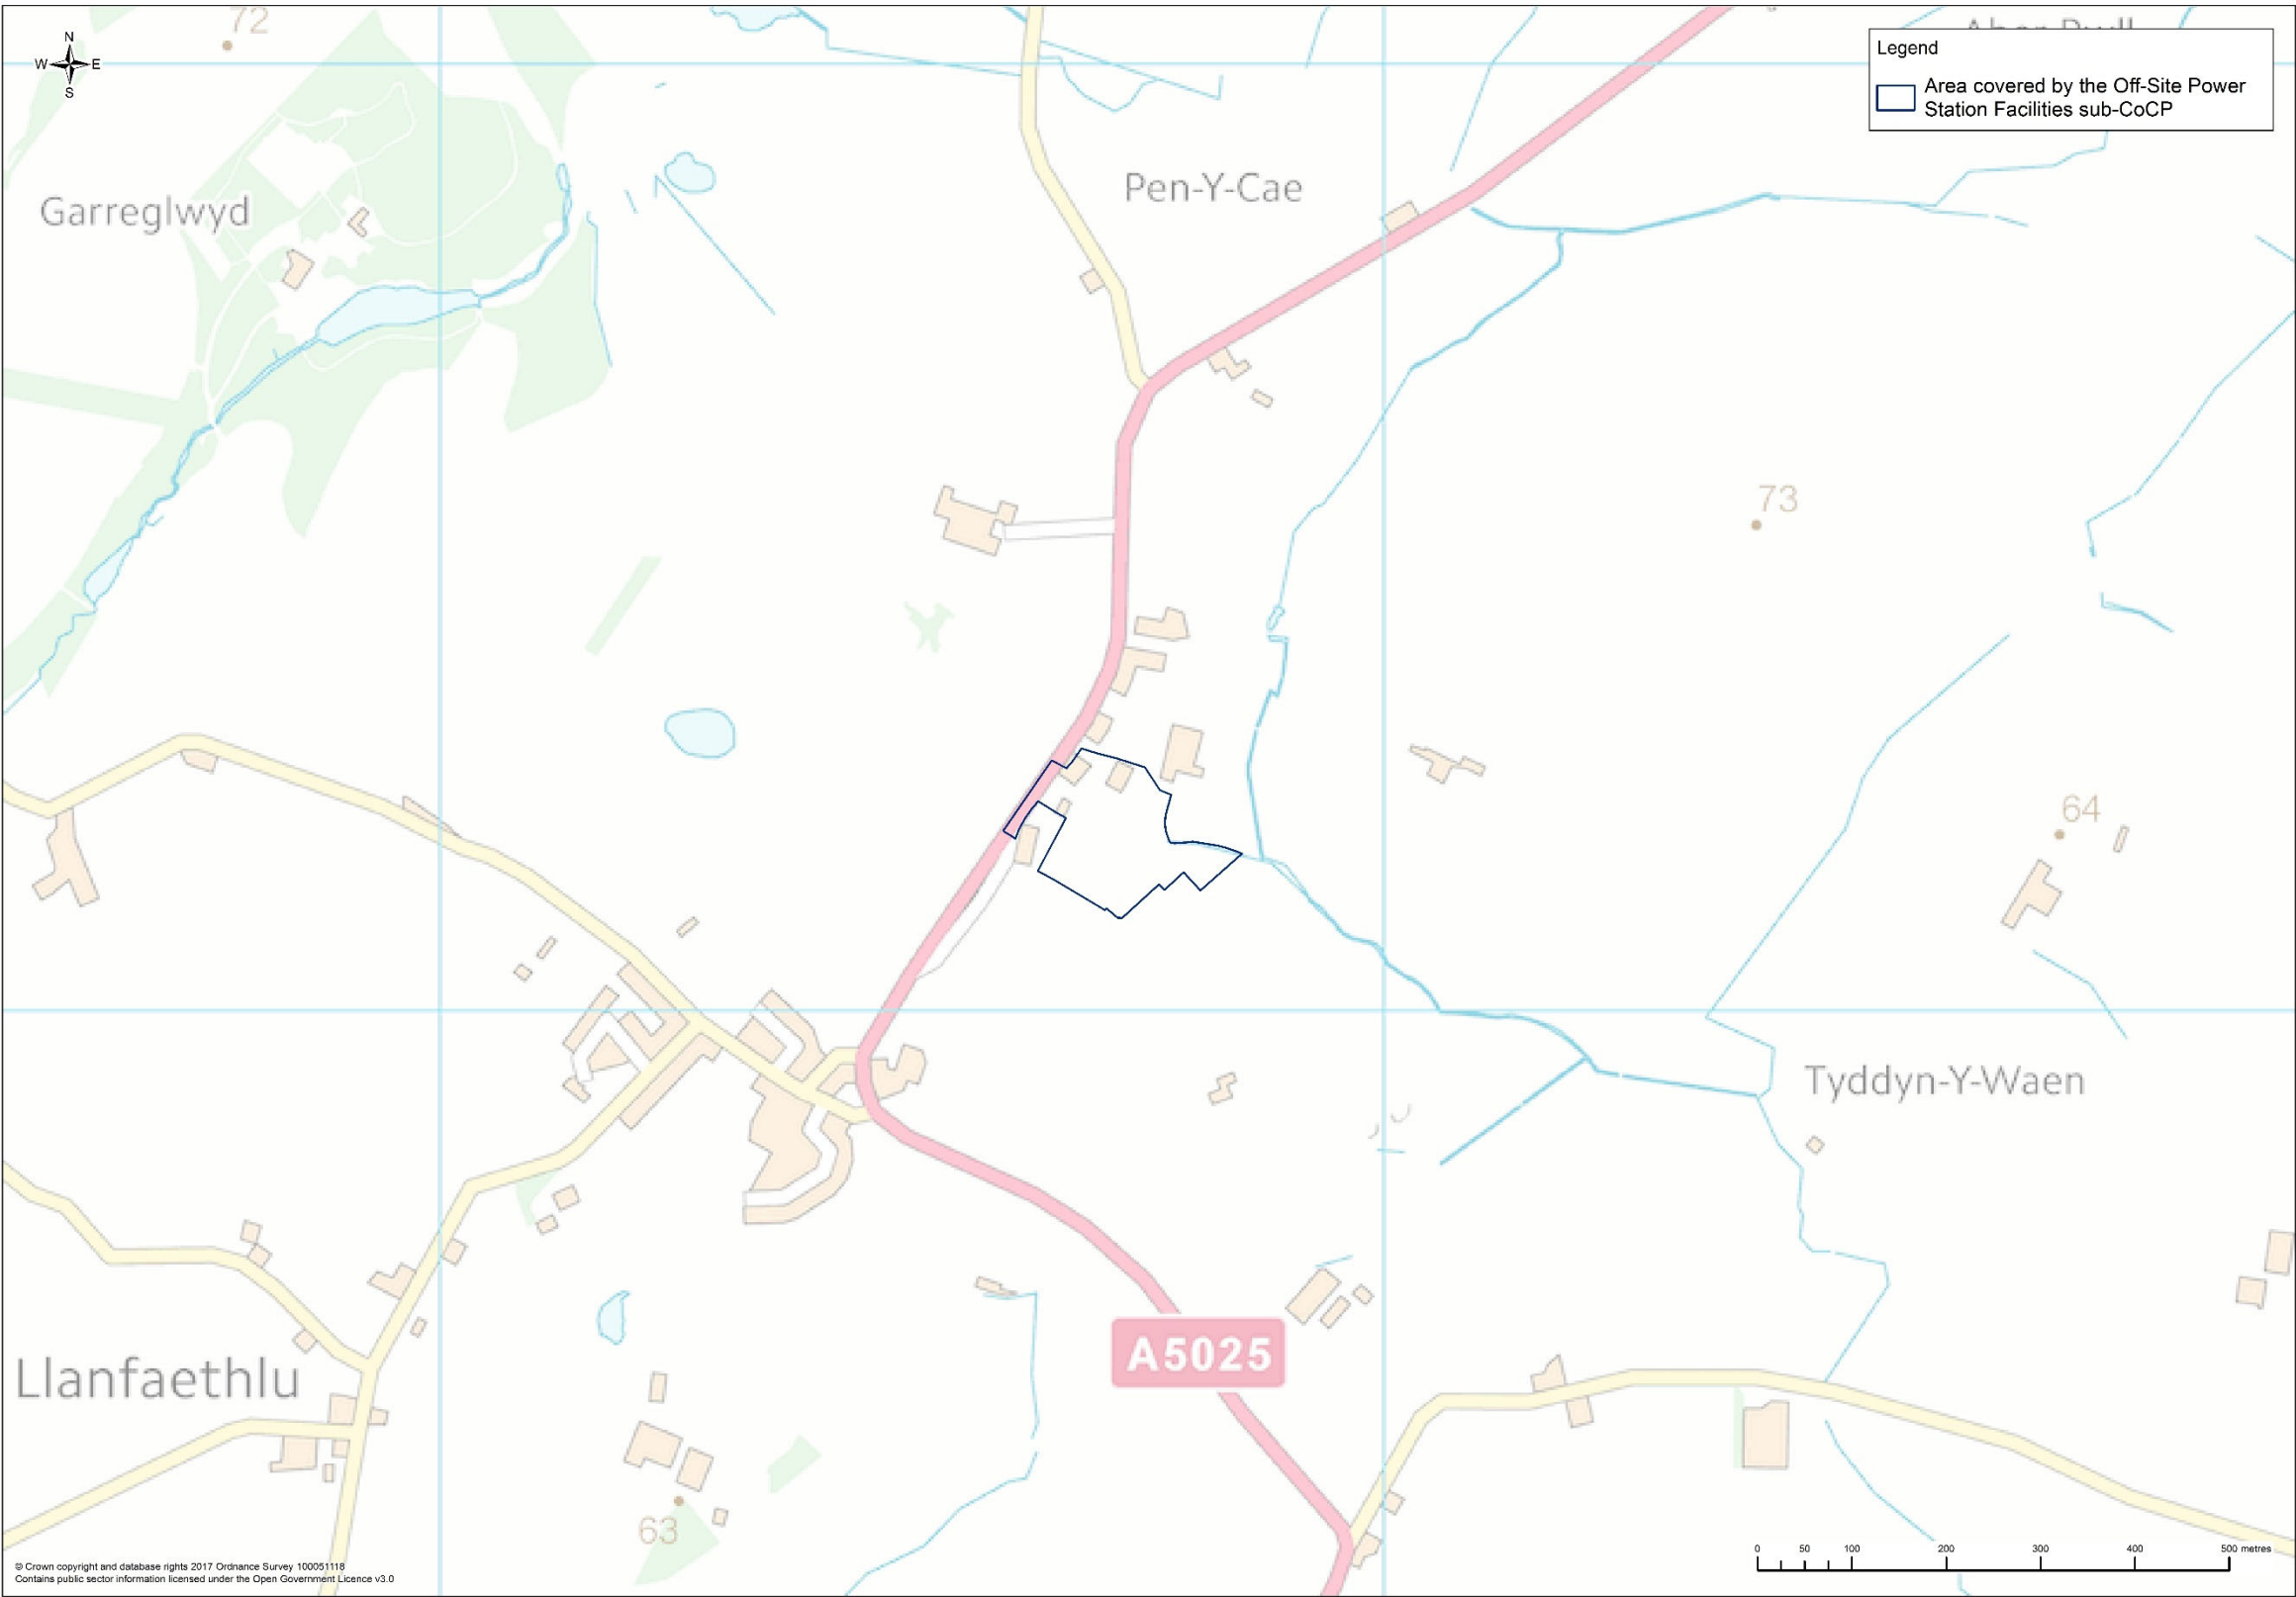 72
N
W E
S
Legend
Area covered by the Off-Site Power
Station Facilities sub-CoCP
Pen-Y-Cae
Garreglwyd
73
64
Tyddyn-Y-Waen
A5025
Llanfaethlu
63
0 50 100 200 300 400 500 metres
© Crown copyright and database rights 2017 Ordnance Survey 100051118
Contains public sector information licensed under the Open Government Licence v3.0